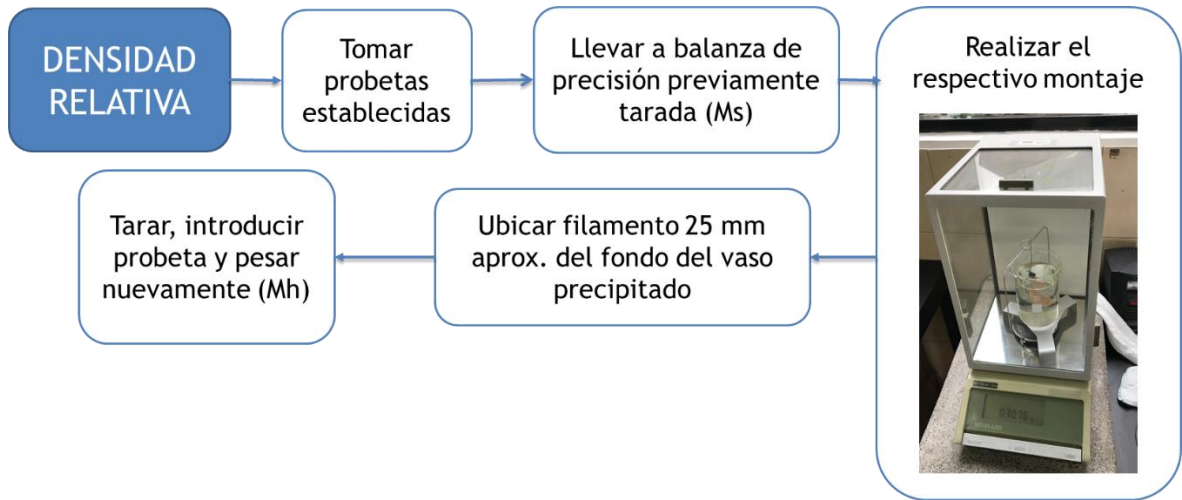 DENSIDAD
RELATIVA
Tomar
probetas
establecidas
Llevar a balanza de
precisión previamente
tarada (Ms)
Realizar el
respectivo montaje
Ubicar filamento 25 mm
aprox. del fondo del vaso
precipitado
Tarar, introducir
probeta y pesar
nuevamente (Mh)